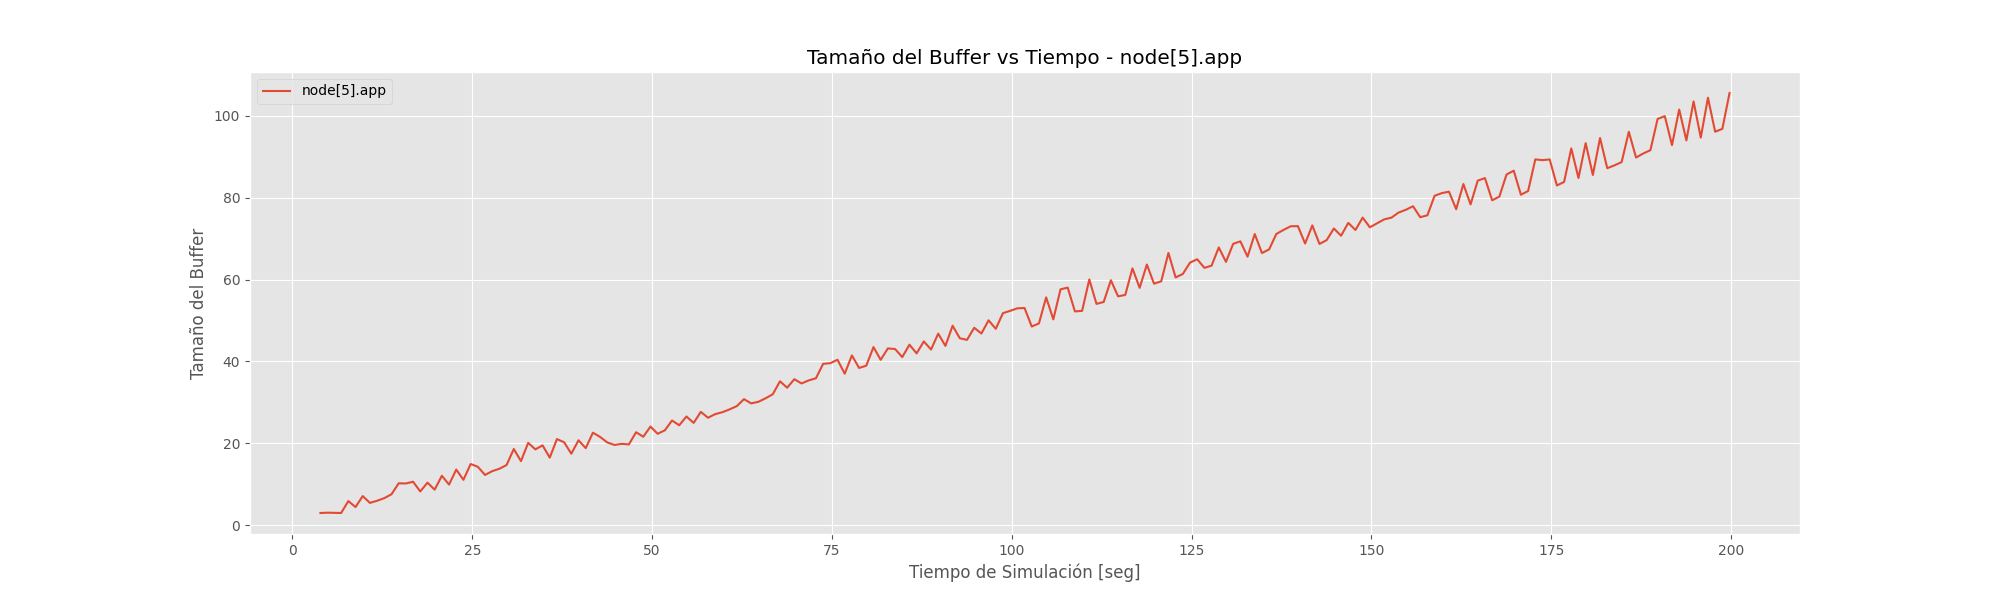 Tamaño del Buffer vs Tiempo - node[5].app
node[5].app
Tamaño del Buffer
100
80
60
40
20
0
0 25 50 75 100 125 150 175 200
Tiempo de Simulación [seg]